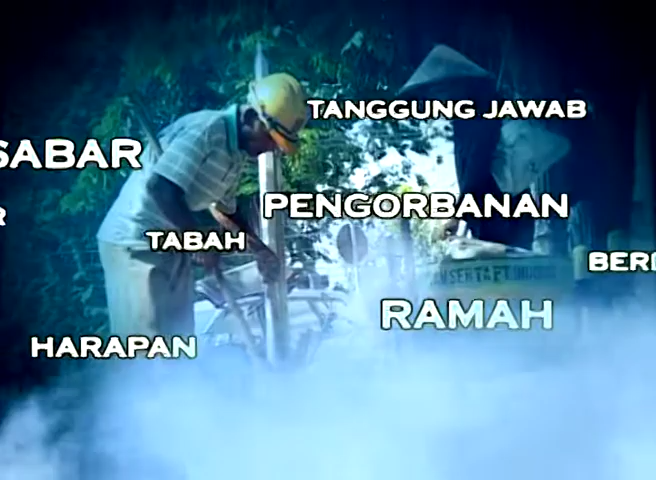 TANGGUNG JAWAB
SABAR
PENGORBANAN
TABAH
RAMAH
HARAPAN